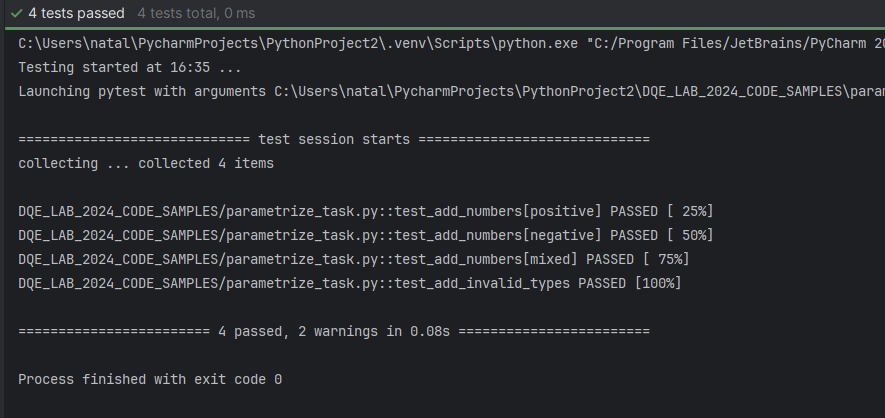 4 tests passed 4 tests total, 0 ms
C:\Users\natal\PycharmProjects\PythonProject2\.venv\Scripts\python.exe "C:/Program Files/JetBrains/PyCharm 20
Testing started at 16:35 ...
Launching pytest with arguments C:\Users\natal\PycharmProjects\PythonProject2\DQE_LAB_2024_CODE_SAMPLES\param
============================= test session starts =============================
collecting ... collected 4 items
DQE_LAB_2024_CODE_SAMPLES/parametrize_task.py::test_add_numbers[positive] PASSED [ 25%]
DQE_LAB_2024_CODE_SAMPLES/parametrize_task.py::test_add_numbers[negative] PASSED [ 50%]
DQE_LAB_2024_CODE_SAMPLES/parametrize_task.py::test_add_numbers[mixed] PASSED [ 75%]
DQE_LAB_2024_CODE_SAMPLES/parametrize_task.py::test_add_invalid_types PASSED [100%]
======================== 4 passed, 2 warnings in 0.08s ========================
Process finished with exit code 0